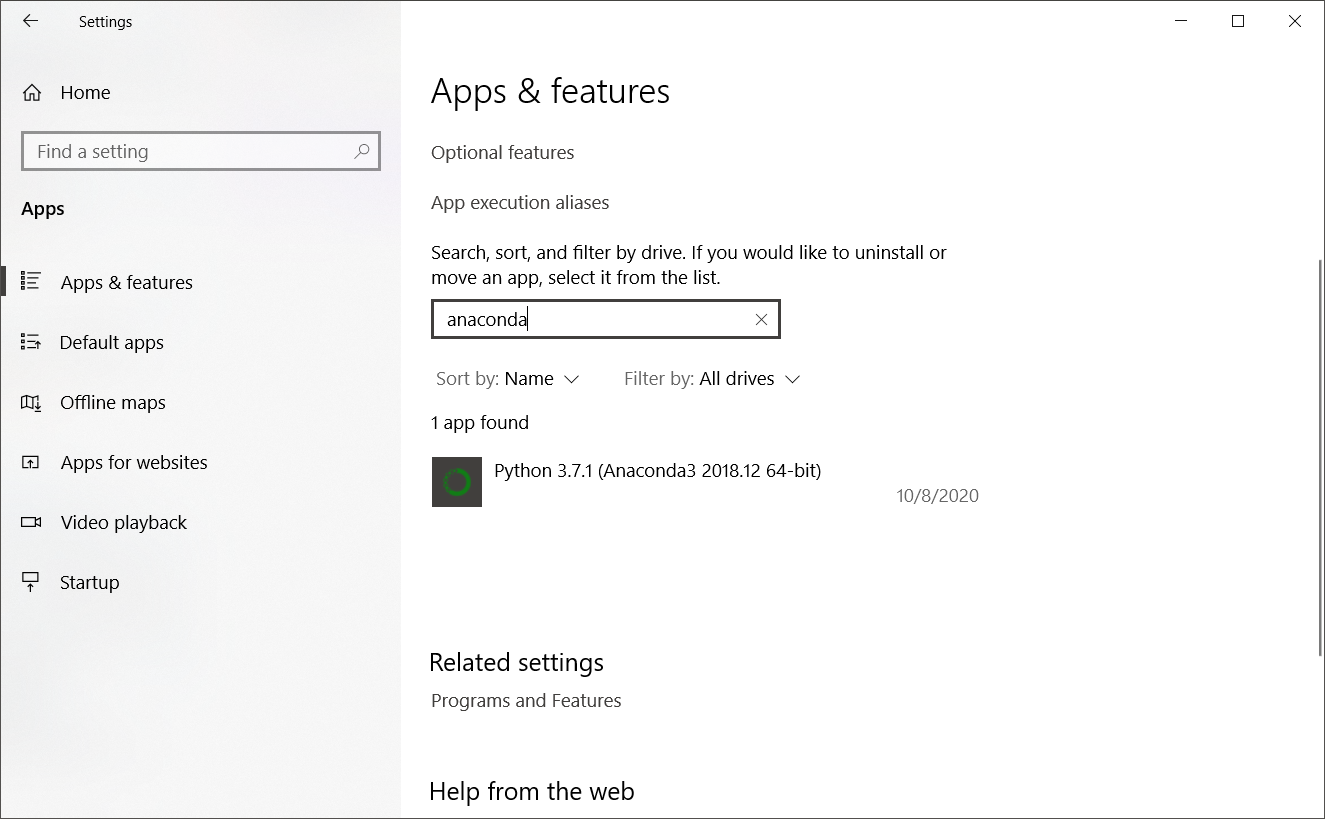 Settings
Home
Find a setting
Apps
Apps & features
Default apps
Offline maps
Apps for websites
Video playback
Startup
Apps & features
Optional features
App execution aliases
Search, sort, and filter by drive. If you would like to uninstall or
move an app, select it from the list.
anaconda
Sort by: Name
Filter by: All drives
1 app found
Python 3.7.1 (Anaconda3 2018.12 64-bit)
10/8/2020
Related settings
Programs and Features
Help from the web